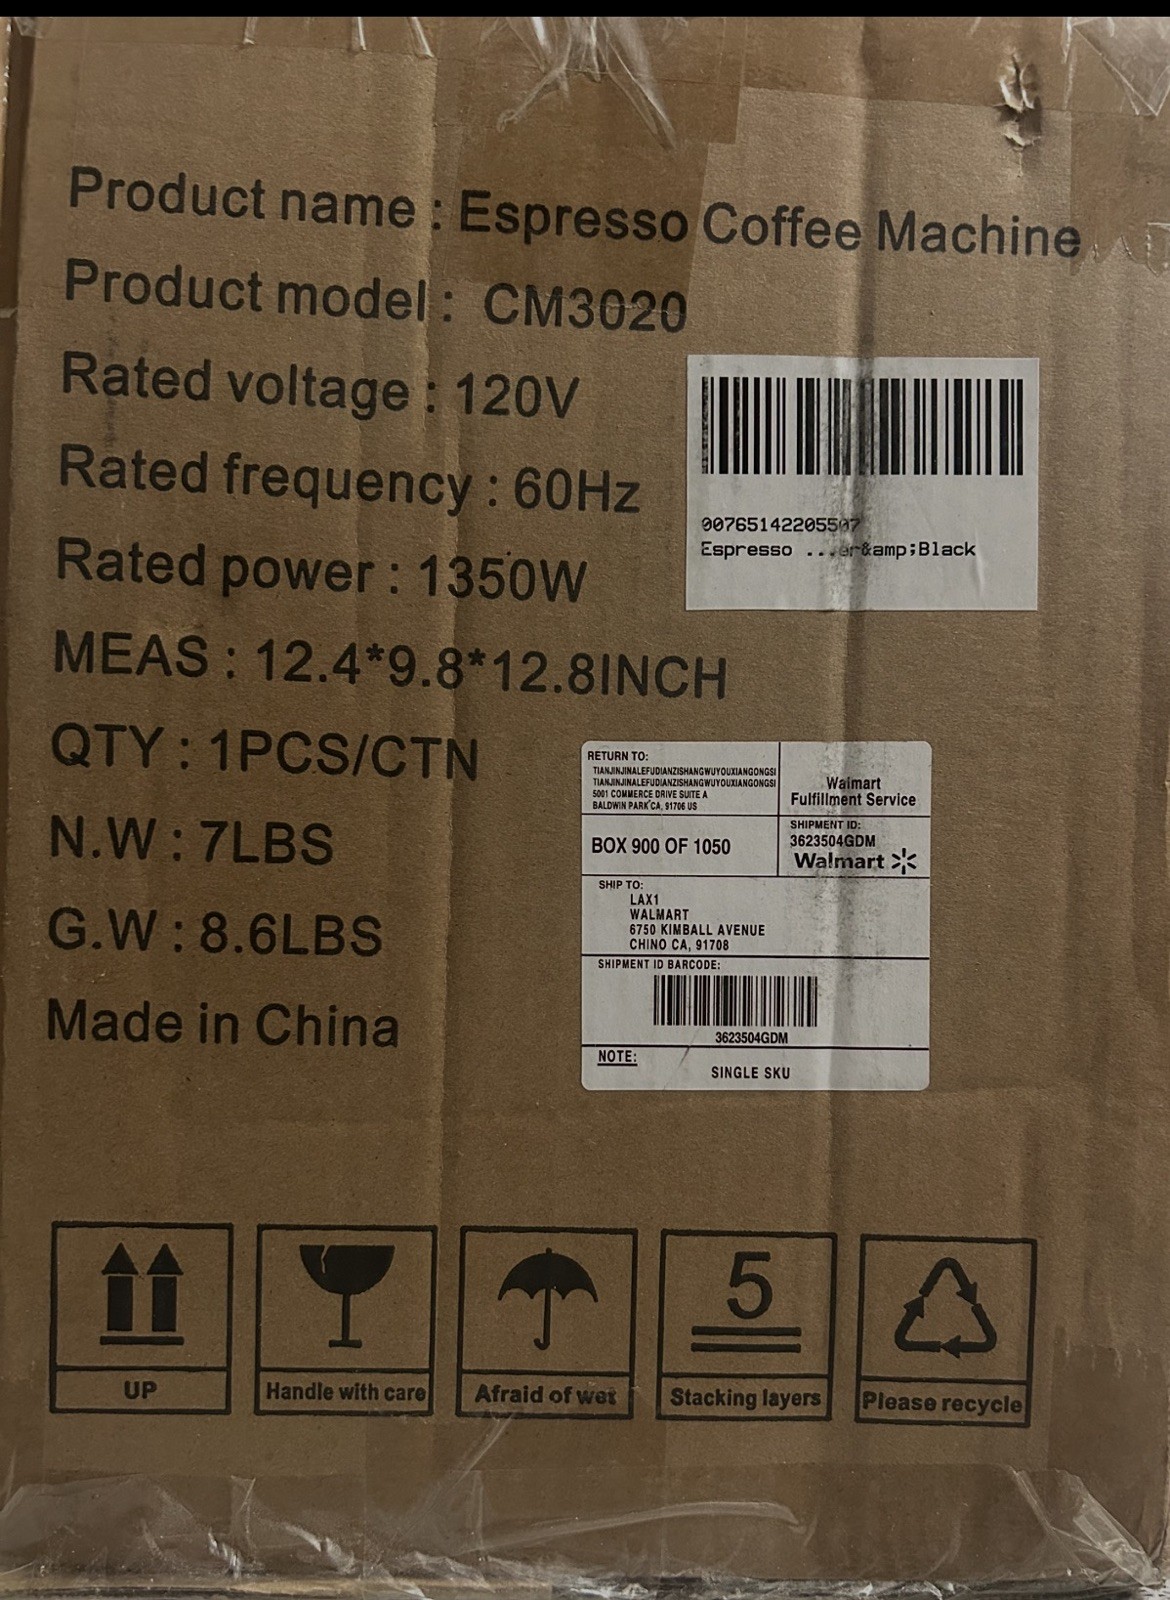 Product name : Espresso Coffee Machine
Product model : CM3020
Rated voltage : 120V
Rated frequency : 60Hz
Rated power : 1350W
MEAS : 12.4*9.8*12.8INCH
QTY : 1PCS/CTN
N.W : 7LBS
G.W : 8.6LBS
Made in China
00765142205507
Espresso ...er&amp;Black
RETURN TO:
TIANJINJINALEFUDIANZISHANGWUYOUXIANGONGSI
TIANJINJINALEFUDIANZISHANGWUYOUXIANGONGSI
5001 COMMERCE DRIVE SUITE A
BALDWIN PARK CA, 91706 US
Walmart
Fulfillment Service
BOX 900 OF 1050
SHIPMENT ID:
3623504GDM
Walmart
SHIP TO:
LAX1
WALMART
6750 KIMBALL AVENUE
CHINO CA, 91708
SHIPMENT ID BARCODE:
3623504GDM
NOTE:
SINGLE SKU
5
UP
Handle with care
Afraid of wet
Stacking layers
Please recycle